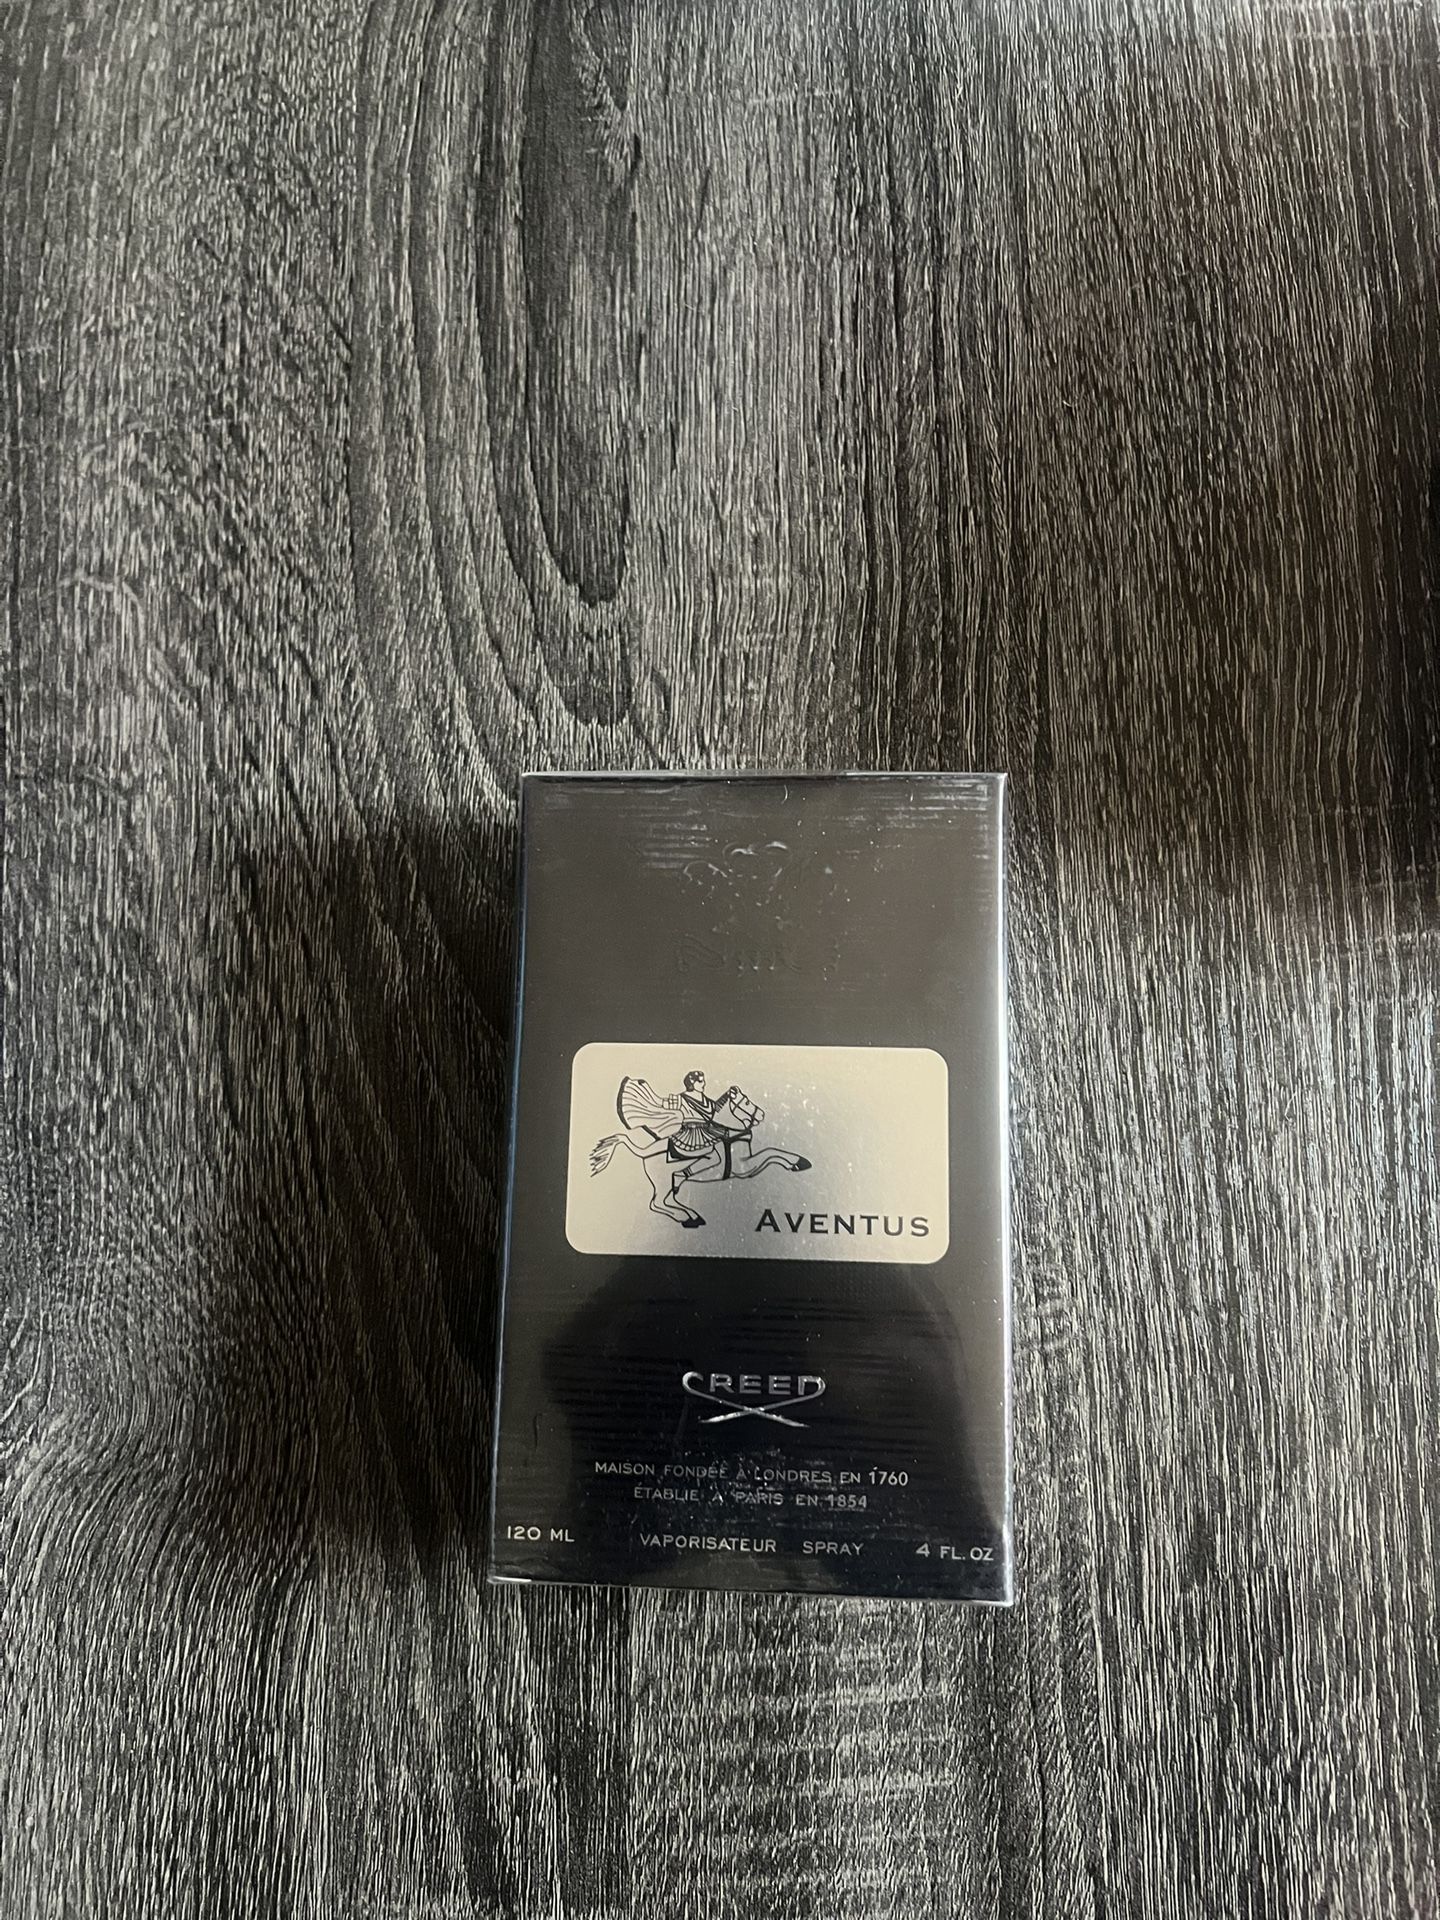 AVENTUS
CREED
MAISON FONDÉE À LONDRES EN 1760
ÉTABLIE À PARIS EN 1854
120 ML VAPORISATEUR SPRAY 4 FL. OZ